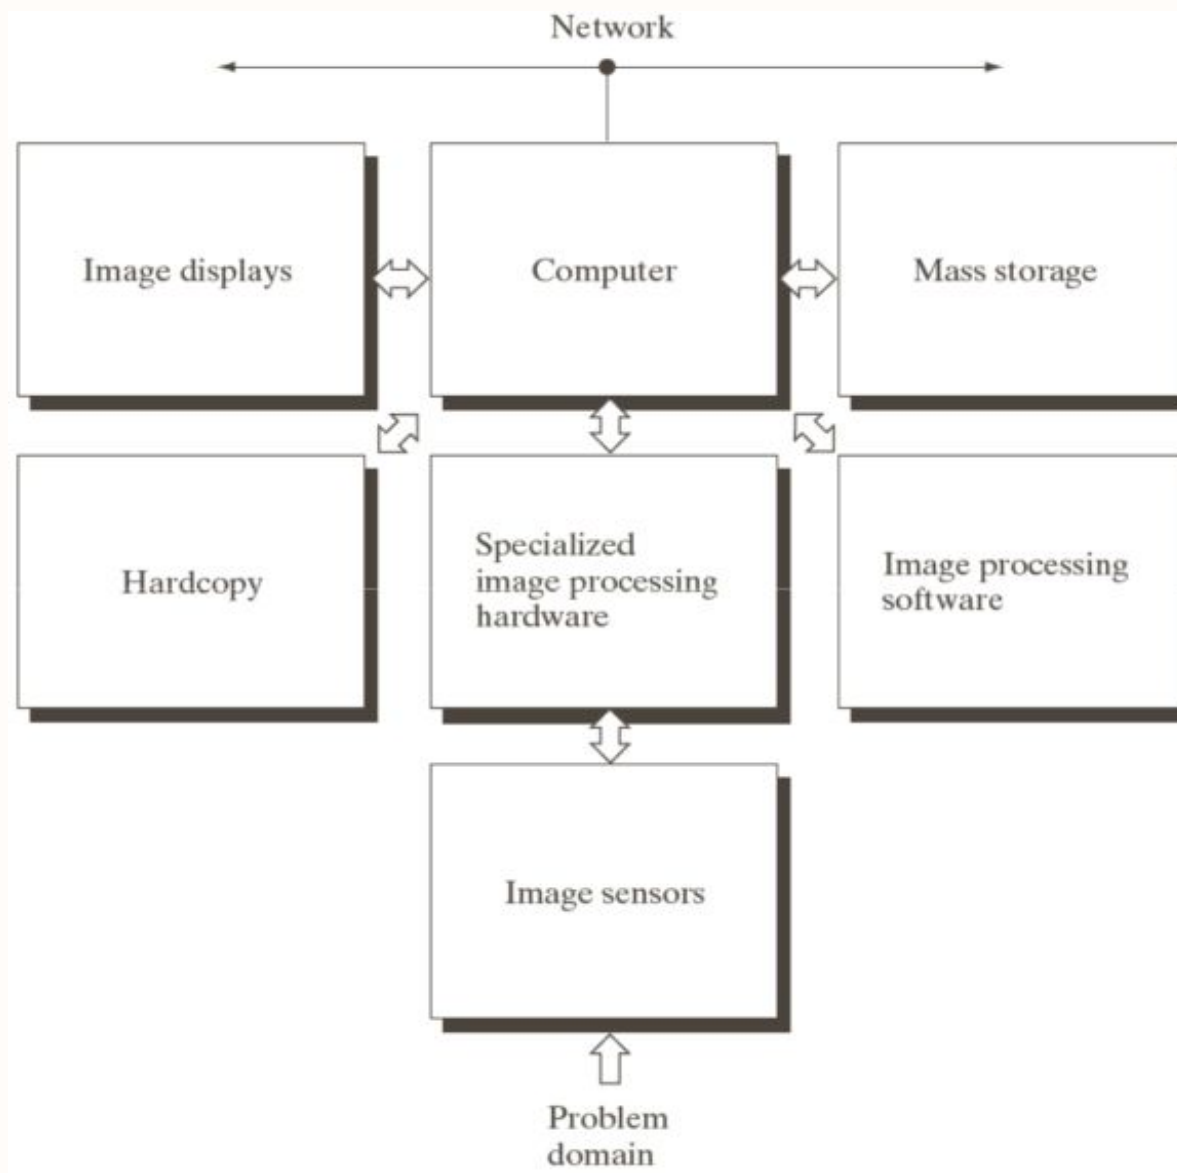 Network
Image displays
Computer
Mass storage
Hardcopy
Specialized
image processing
hardware
Image processing
software
Image sensors
Problem
domain